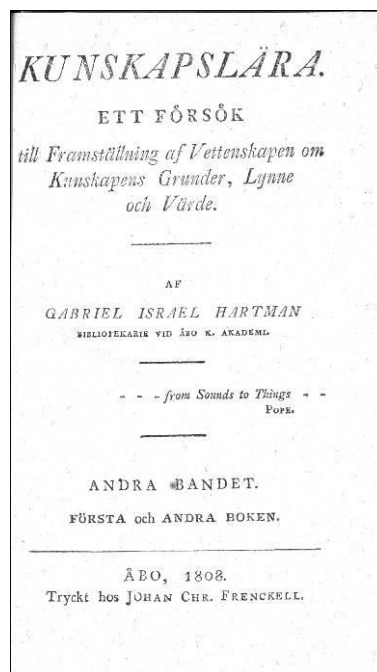 KUNSKAPSLÄRA.
ETT FÖRSÖK
till Framställning af Vettenskapen om
Kunskapens Grunder, Lynne
och Värde.
AF
GABRIEL ISRAEL HARTMAN
BIBLIOTEKARIE VID ÅBO K. AKADEMI.
- - - from Sounds to Things - -
POPE.
ANDRA BANDET.
FÖRSTA och ANDRA BOKEN.
ÅBO, 1808.
Tryckt hos JOHAN CHR. FRENCKELL.